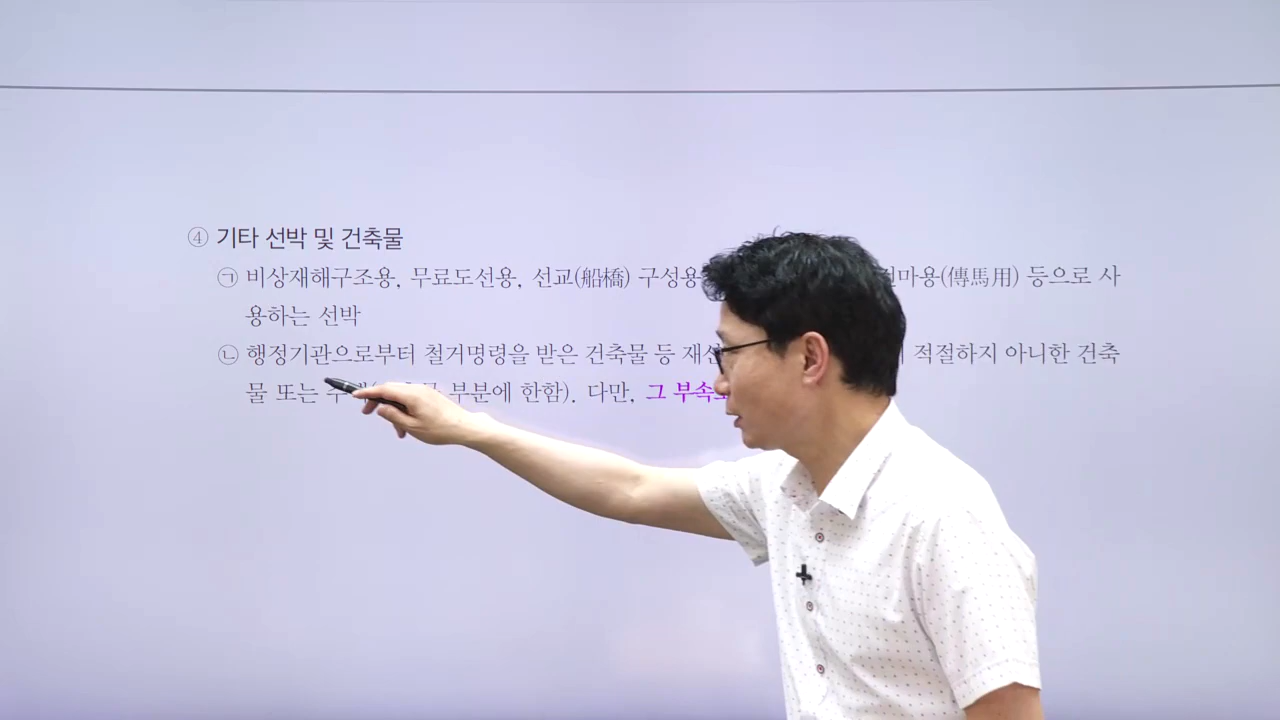 ④ 기타 선박 및 건축물
㉠ 비상재해구조용, 무료도선용, 선교(船橋) 구성용 마용(傳馬用) 등으로 사
용하는 선박
㉡ 행정기관으로부터 철거명령을 받은 건축물 등 재 적절하지 아니한 건축
물 또는 부분에 한함). 다만, 그 부속